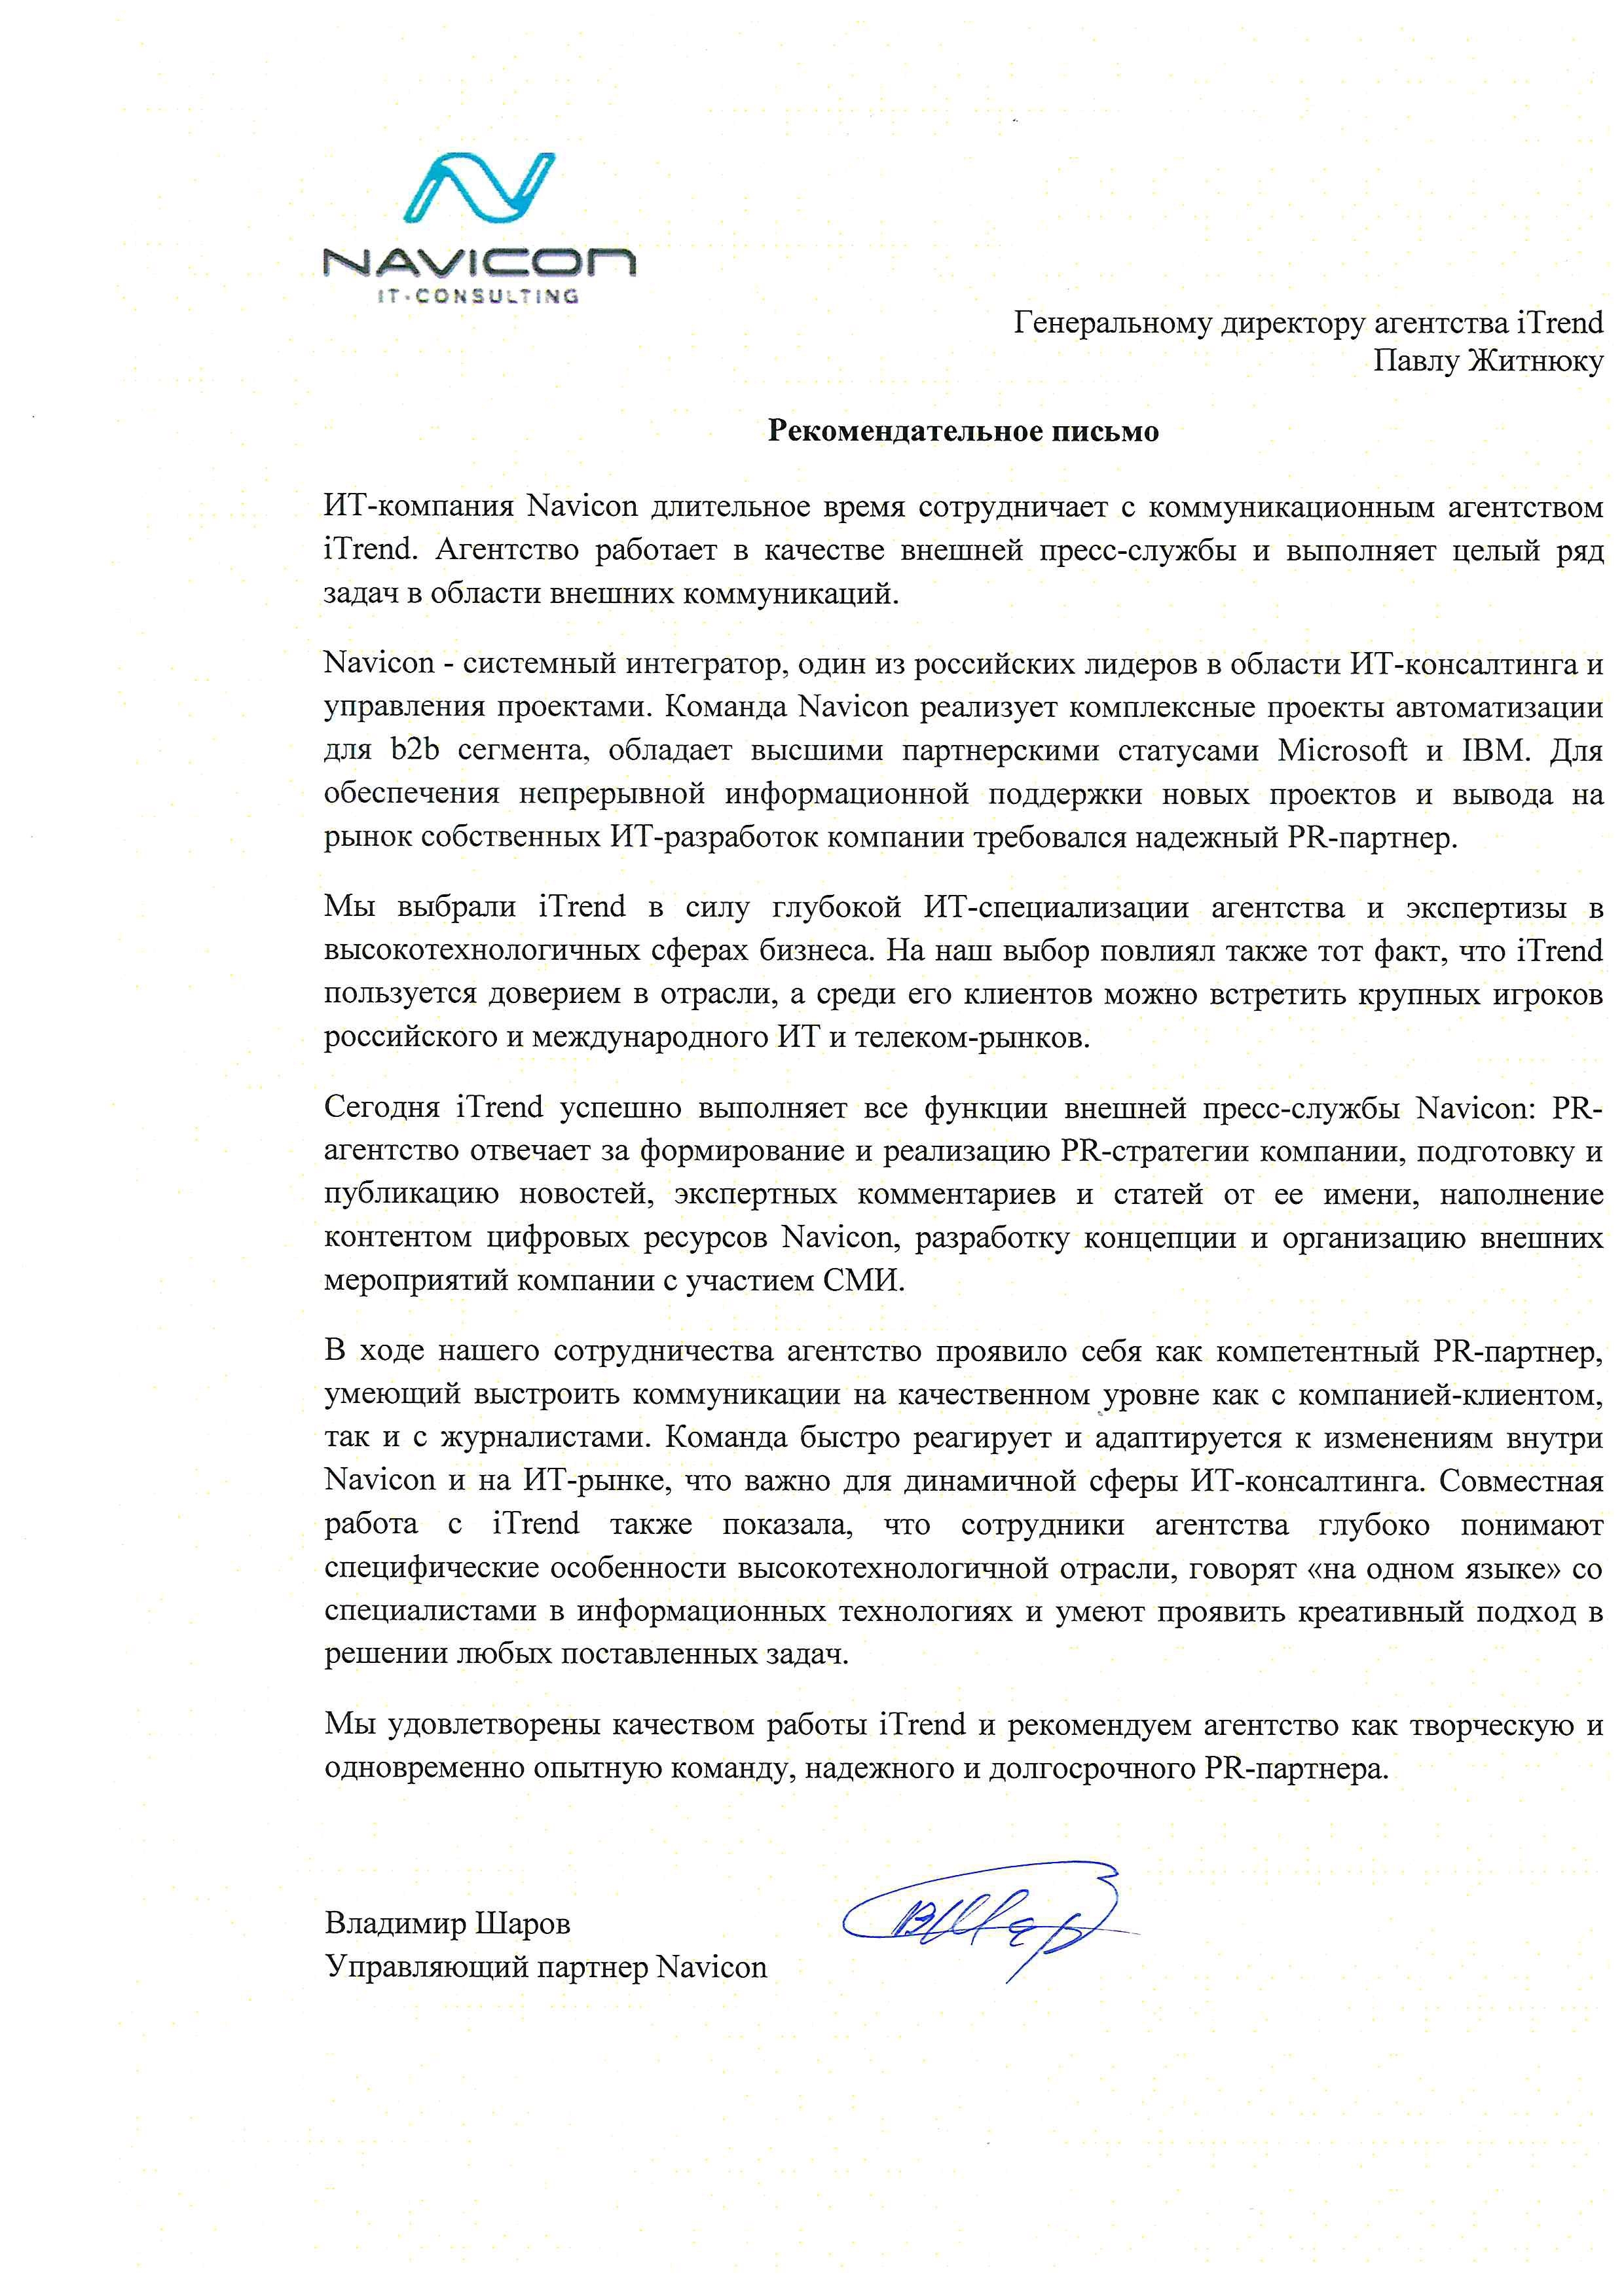 NAVICON
IT-CONSULTING
Генеральному директору агентства iTrend
Павлу Житнюку
Рекомендательное письмо
ИТ-компания Navicon длительное время сотрудничает с коммуникационным агентством
iTrend. Агентство работает в качестве внешней пресс-службы и выполняет целый ряд
задач в области внешних коммуникаций.
Navicon - системный интегратор, один из российских лидеров в области ИТ-консалтинга и
управления проектами. Команда Navicon реализует комплексные проекты автоматизации
для b2b сегмента, обладает высшими партнерскими статусами Microsoft и IBM. Для
обеспечения непрерывной информационной поддержки новых проектов и вывода на
рынок собственных ИТ-разработок компании требовался надежный PR-партнер.
Мы выбрали iTrend в силу глубокой ИТ-специализации агентства и экспертизы в
высокотехнологичных сферах бизнеса. На наш выбор повлиял также тот факт, что iTrend
пользуется доверием в отрасли, а среди его клиентов можно встретить крупных игроков
российского и международного ИТ и телеком-рынков.
Сегодня iTrend успешно выполняет все функции внешней пресс-службы Navicon: PR-
агентство отвечает за формирование и реализацию PR-стратегии компании, подготовку и
публикацию новостей, экспертных комментариев и статей от ее имени, наполнение
контентом цифровых ресурсов Navicon, разработку концепции и организацию внешних
мероприятий компании с участием СМИ.
В ходе нашего сотрудничества агентство проявило себя как компетентный PR-партнер,
умеющий выстроить коммуникации на качественном уровне как с компанией-клиентом,
так и с журналистами. Команда быстро реагирует и адаптируется к изменениям внутри
Navicon и на ИТ-рынке, что важно для динамичной сферы ИТ-консалтинга. Совместная
работа с iTrend также показала, что сотрудники агентства глубоко понимают
специфические особенности высокотехнологичной отрасли, говорят «на одном языке» со
специалистами в информационных технологиях и умеют проявить креативный подход в
решении любых поставленных задач.
Мы удовлетворены качеством работы iTrend и рекомендуем агентство как творческую и
одновременно опытную команду, надежного и долгосрочного PR-партнера.
Владимир Шаров
Управляющий партнер Navicon